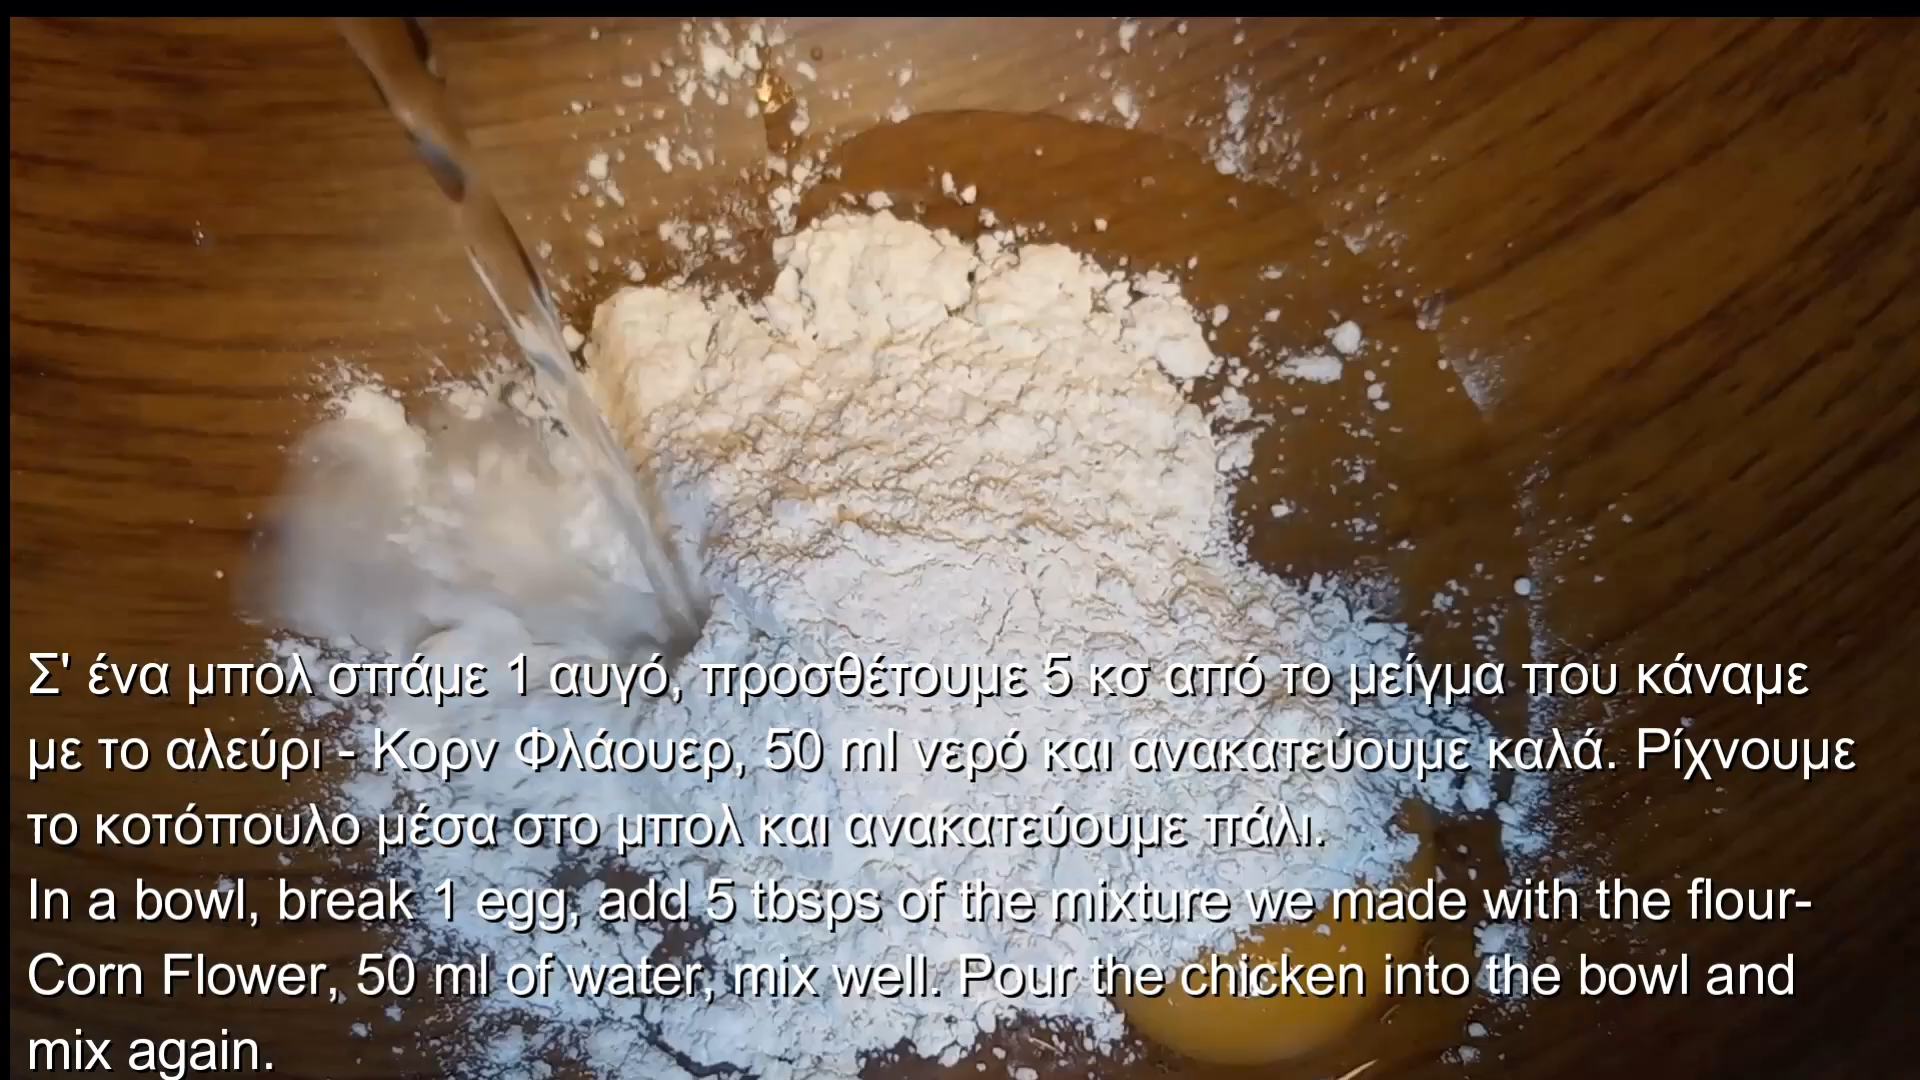 Σ' ένα μπολ σπάμε 1 αυγό, προσθέτουμε 5 κσ από το μείγμα που κάναμε
με το αλεύρι - Κορν Φλάουερ, 50 ml νερό και ανακατεύουμε καλά. Ρίχνουμε
το κοτόπουλο μέσα στο μπολ και ανακατεύουμε πάλι.
In a bowl, break 1 egg, add 5 tbsps of the mixture we made with the flour-
Corn Flower, 50 ml of water, mix well. Pour the chicken into the bowl and
mix again.